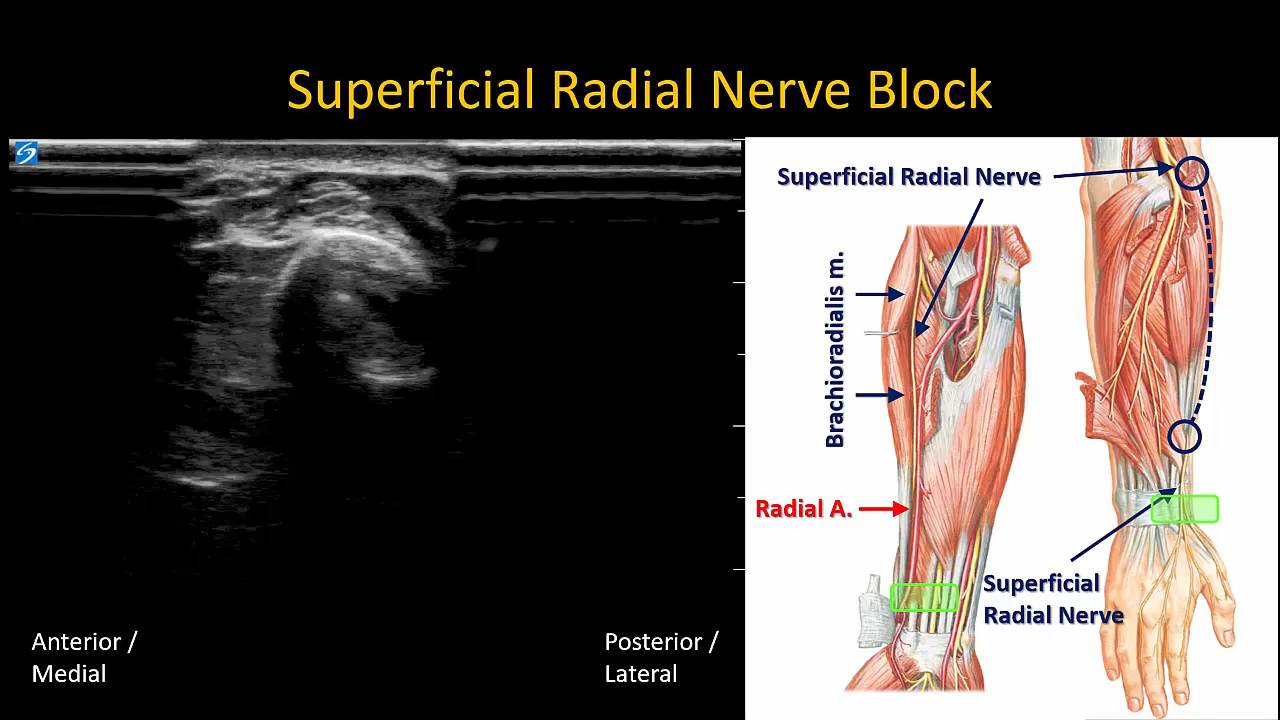 Superficial Radial Nerve Block
Superficial Radial Nerve
Brachioradialis m.
Radial A.
Superficial
Radial Nerve
Anterior /
Medial
Posterior /
Lateral